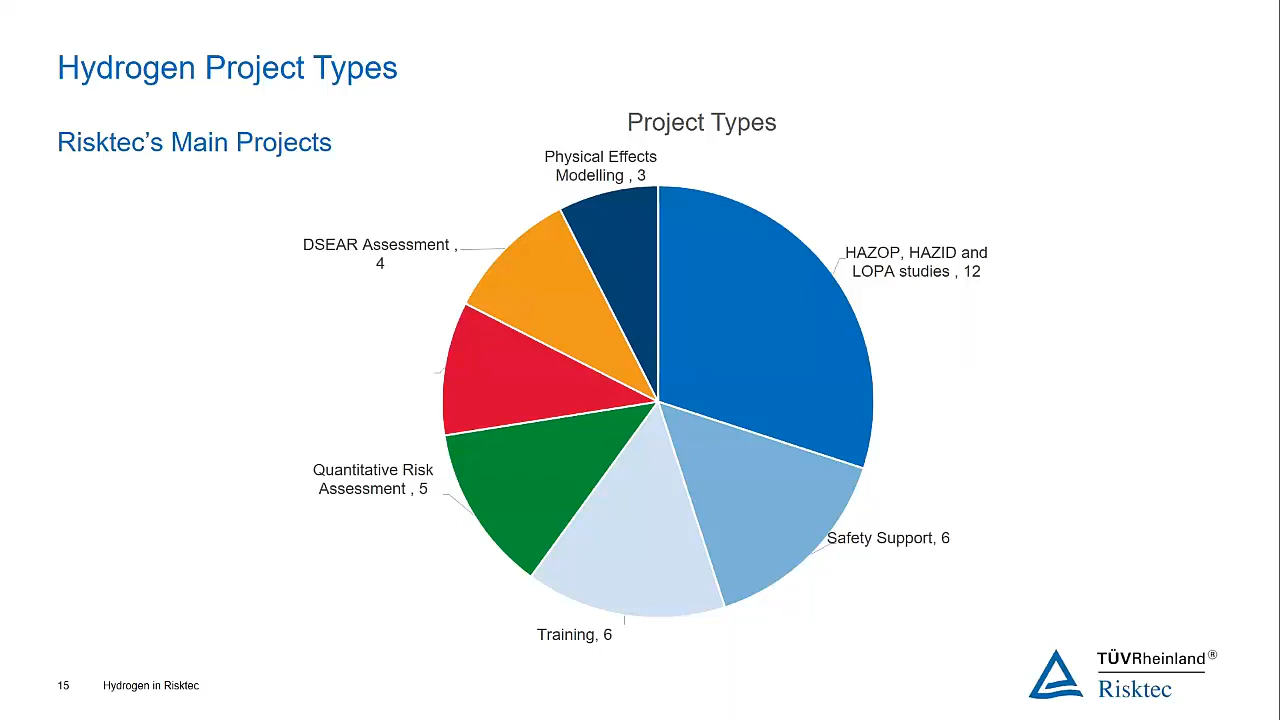 Hydrogen Project Types
Risktec’s Main Projects
Project Types
Physical Effects
Modelling , 3
HAZOP, HAZID and
LOPA studies , 12
DSEAR Assessment ,
4
Quantitative Risk
Assessment , 5
Safety Support, 6
Training, 6
15 Hydrogen in Risktec
TÜVRheinland®
Risktec